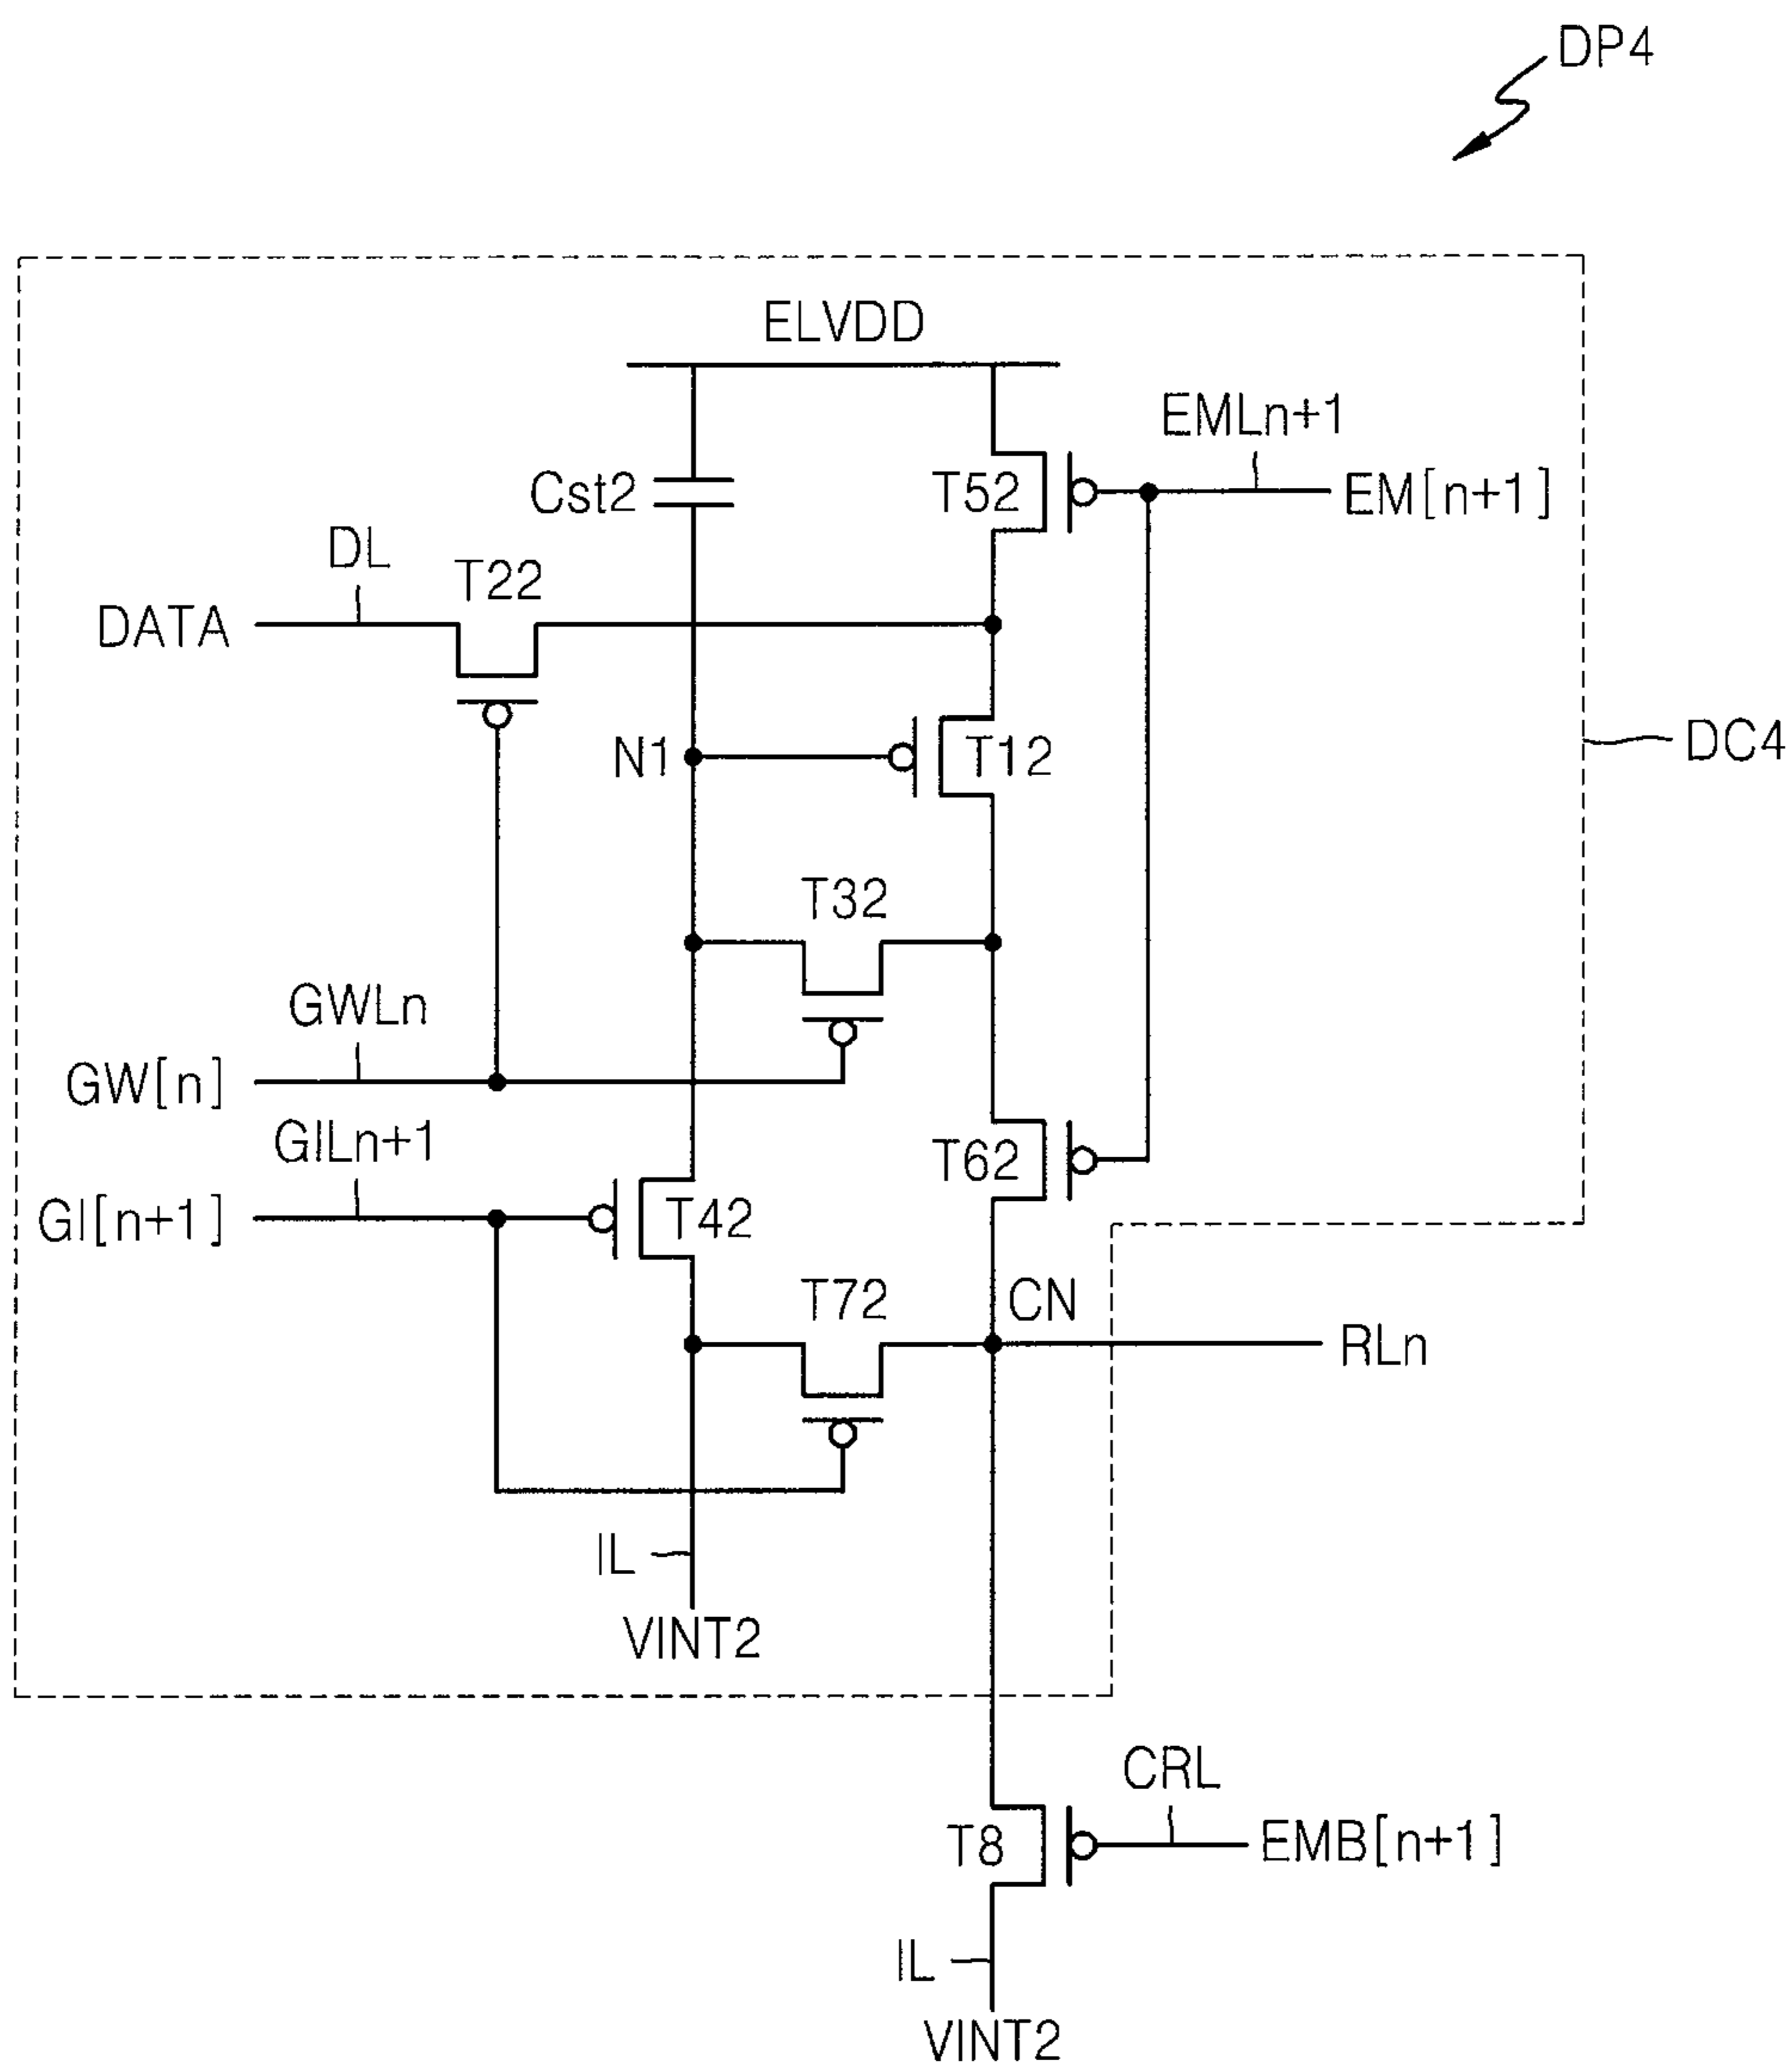 DP4
ELVDD
EMLn+1
Cst2
T52
EM[n+1]
DL
T22
DATA
N1
T12
DC4
T32
GWLn
GW[n]
GILn+1
T62
GI[n+1]
T42
T72
CN
RLn
IL
VINT2
CRL
T8
EMB[n+1]
IL
VINT2